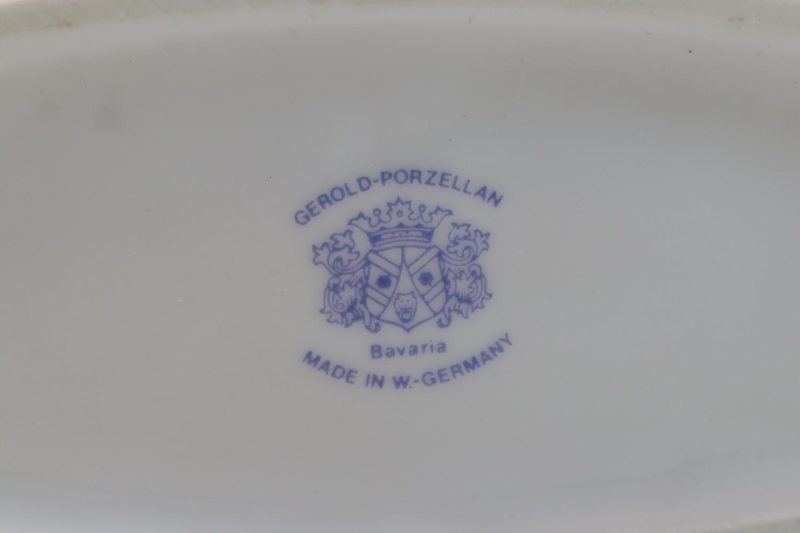 GEROLD-PORZELLAN
Bavaria
MADE IN W.-GERMANY